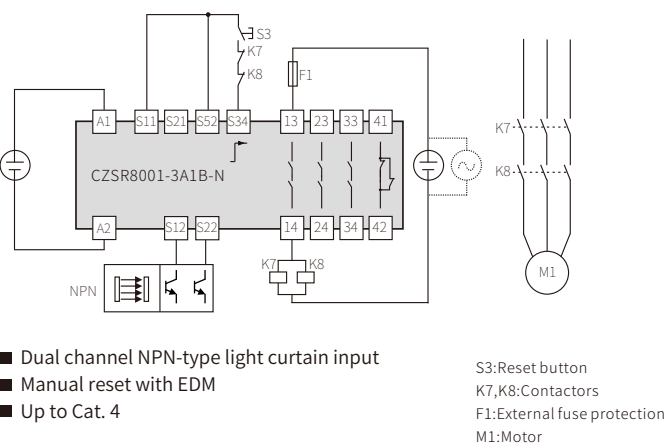 S3
K7
K8
F1
A1 S11 S21 S52 S34 13 23 33 41
K7
K8
CZSR8001-3A1B-N
A2 S12 S22 14 24 34 42
K7 K8
NPN
M1
Dual channel NPN-type light curtain input
Manual reset with EDM
Up to Cat. 4
S3:Reset button
K7,K8:Contactors
F1:External fuse protection
M1:Motor